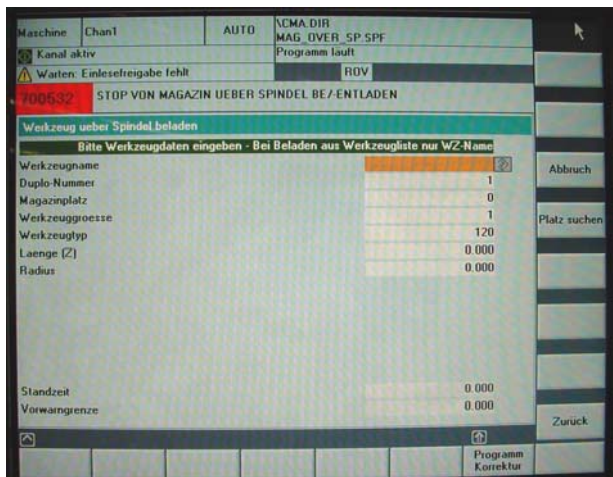 Maschine Chan1 AUTO \CMA.DIR
MAG_OVER_SP.SPF
Kanal aktiv Programm läuft
Warten: Einlesefreigabe fehlt ROV
700532 STOP VON MAGAZIN UEBER SPINDEL BE/-ENTLADEN
Werkzeug ueber Spindel beladen
Bitte Werkzeugdaten eingeben - Bei Beladen aus Werkzeugliste nur WZ-Name
Werkzeugname
Duplo-Nummer 1
Magazinplatz 0
Werkzeuggroesse 1
Werkzeugtyp 120
Laenge (Z) 0.000
Radius 0.000
Standzeit 0.000
Vorwarngrenze 0.000
Abbruch
Platz suchen
Zurück
Programm
Korrektur